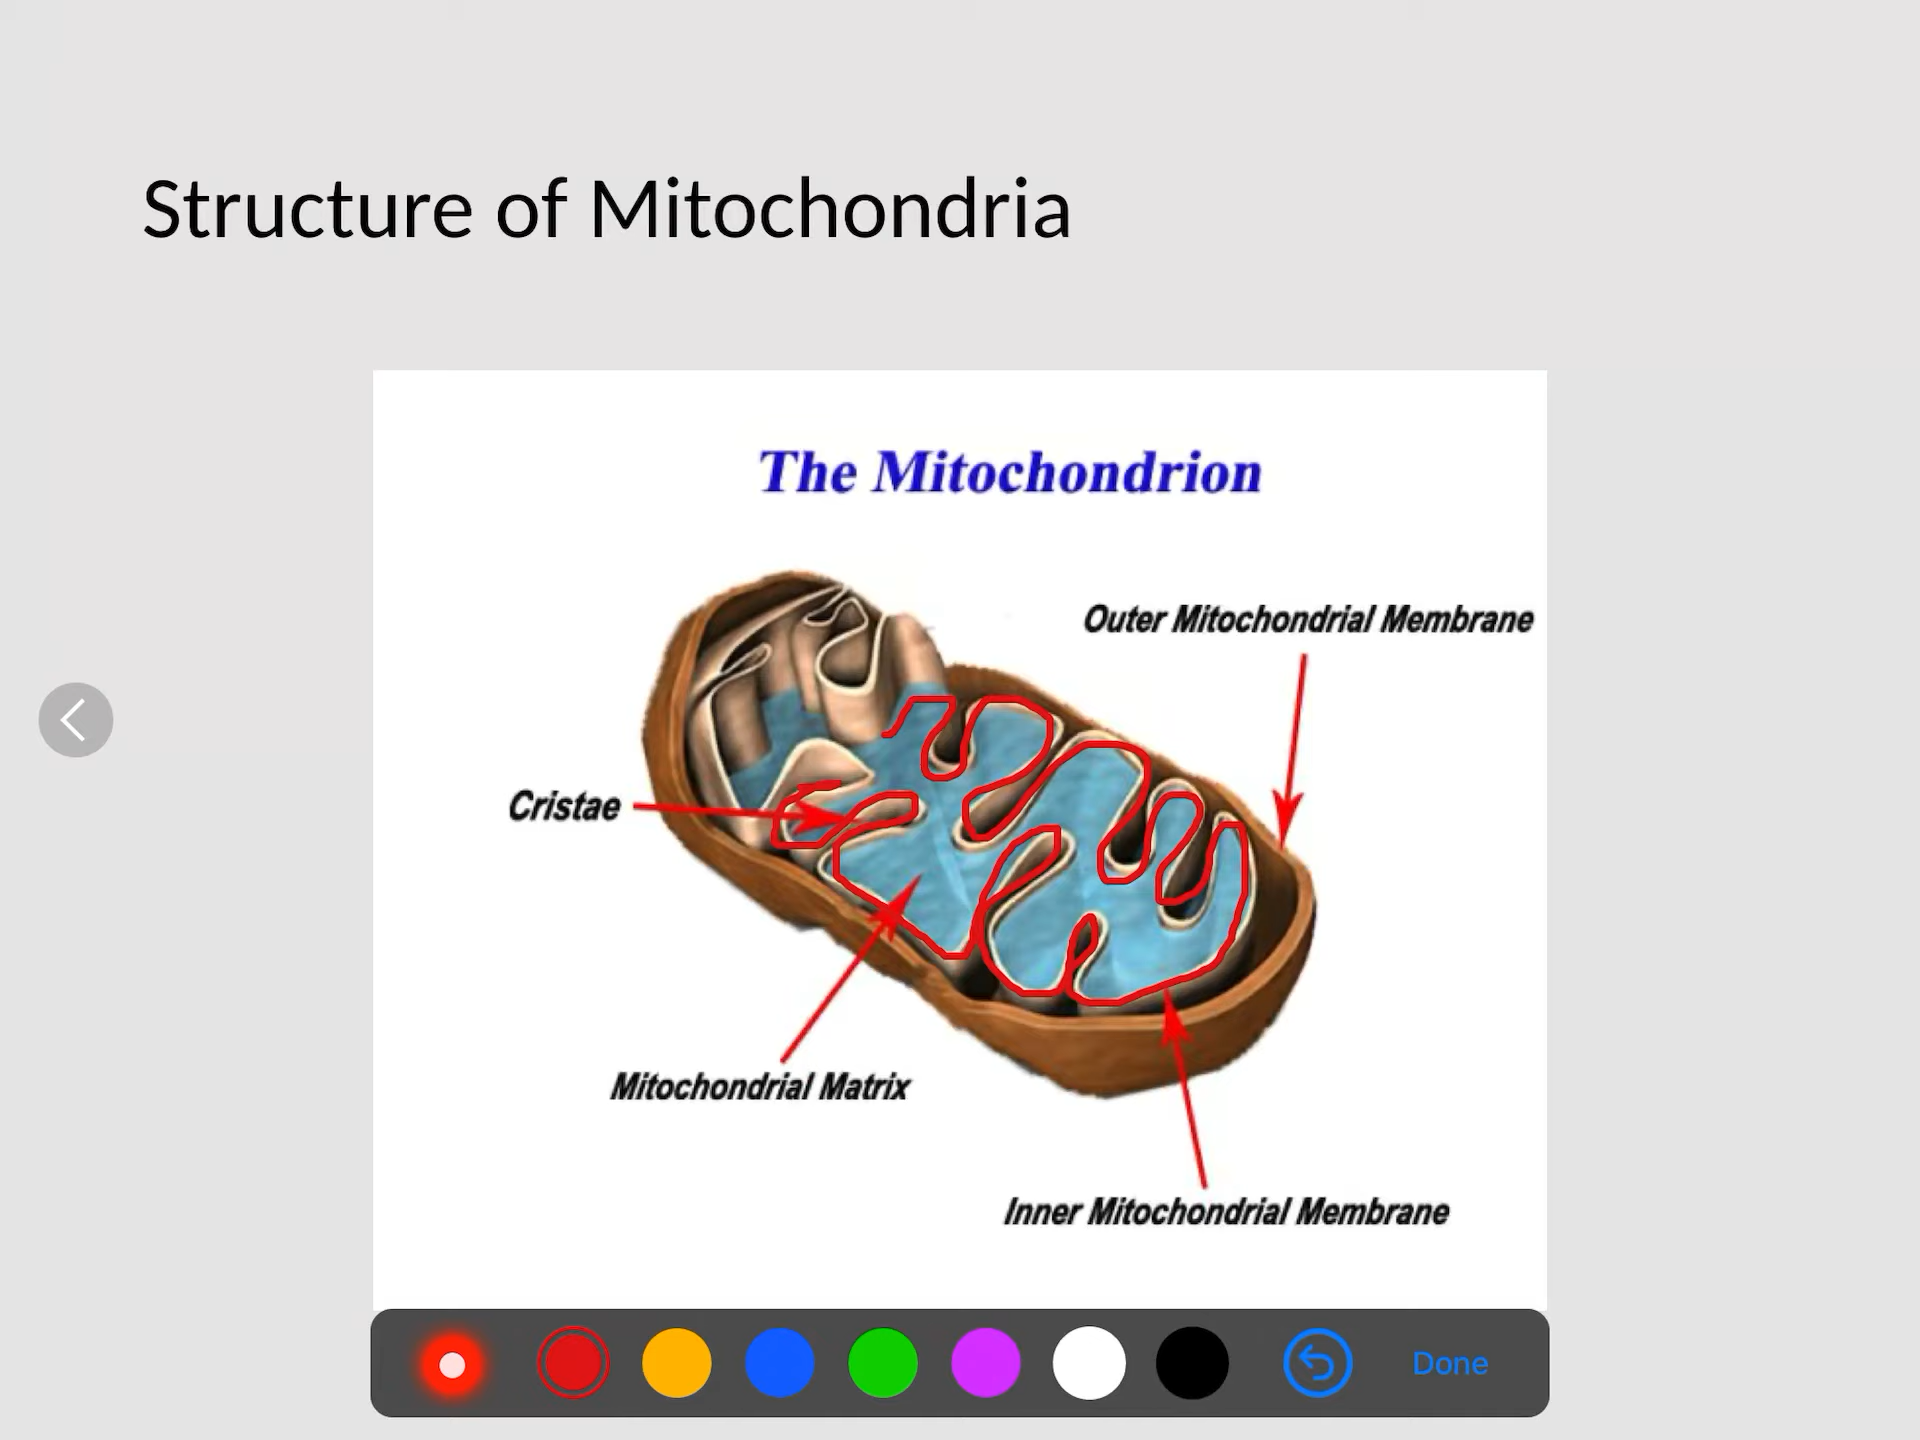 Structure of Mitochondria
The Mitochondrion
Outer Mitochondrial Membrane
Cristae
Mitochondrial Matrix
Inner Mitochondrial Membrane
Done